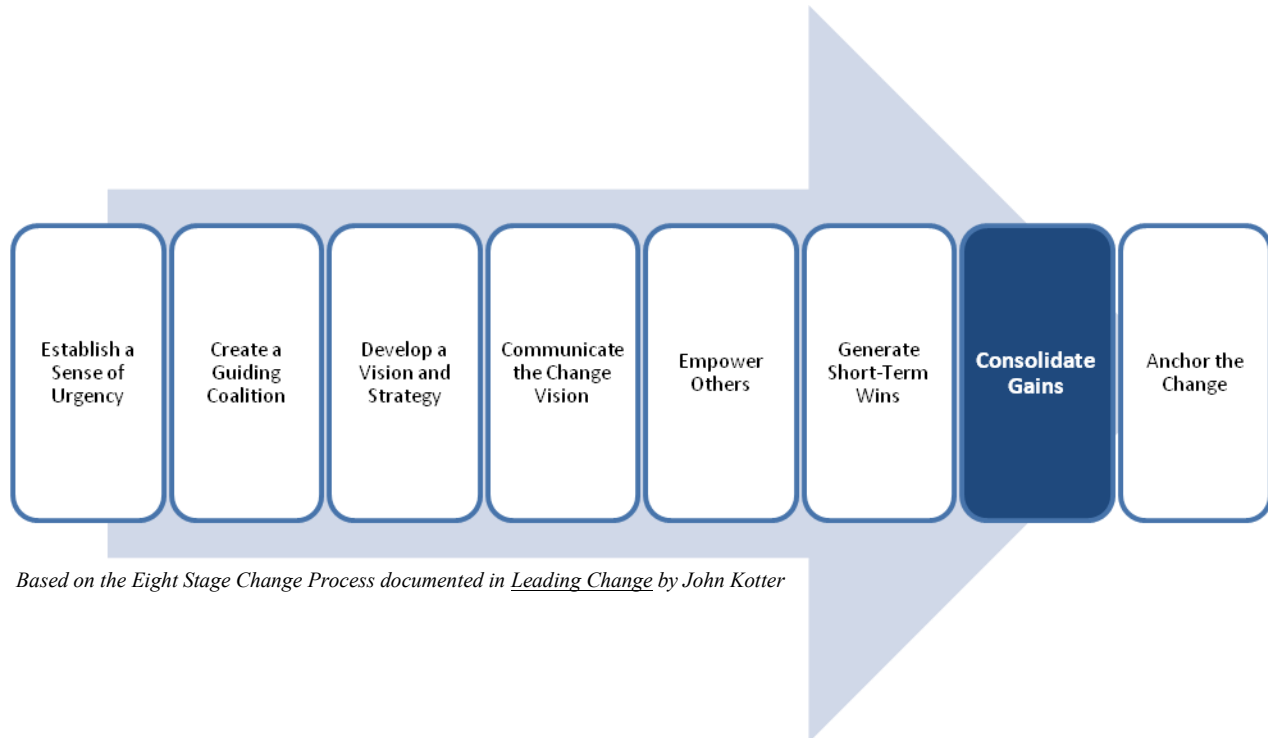 Establish a
Sense of
Urgency
Create a
Guiding
Coalition
Develop a
Vision and
Strategy
Communicate
the Change
Vision
Empower
Others
Generate
Short-Term
Wins
Consolidate
Gains
Anchor the
Change
Based on the Eight Stage Change Process documented in Leading Change by John Kotter